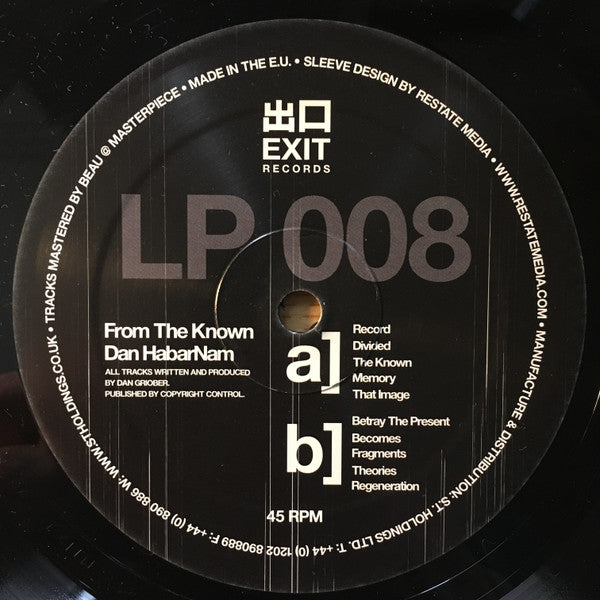 TRACKS MASTERED BY BEAU @ MASTERPIECE • MADE IN THE E.U. • SLEEVE DESIGN BY RESTATE MEDIA • WWW.RESTATEMEDIA.COM • MANUFACTURE & DISTRIBUTION: ST. HOLDINGS LTD. T: +44 (0) 1202 890889 F: +44 (0) 890 886 W: WWW.STHOLDINGS.CO.UK •
出口
EXIT
RECORDS
LP 008
From The Known
Dan HabarNam
ALL TRACKS WRITTEN AND PRODUCED
BY DAN GRIOBER.
PUBLISHED BY COPYRIGHT CONTROL.
a]
Record
Divided
The Known
Memory
That Image
b]
Betray The Present
Becomes
Fragments
Theories
Regeneration
45 RPM